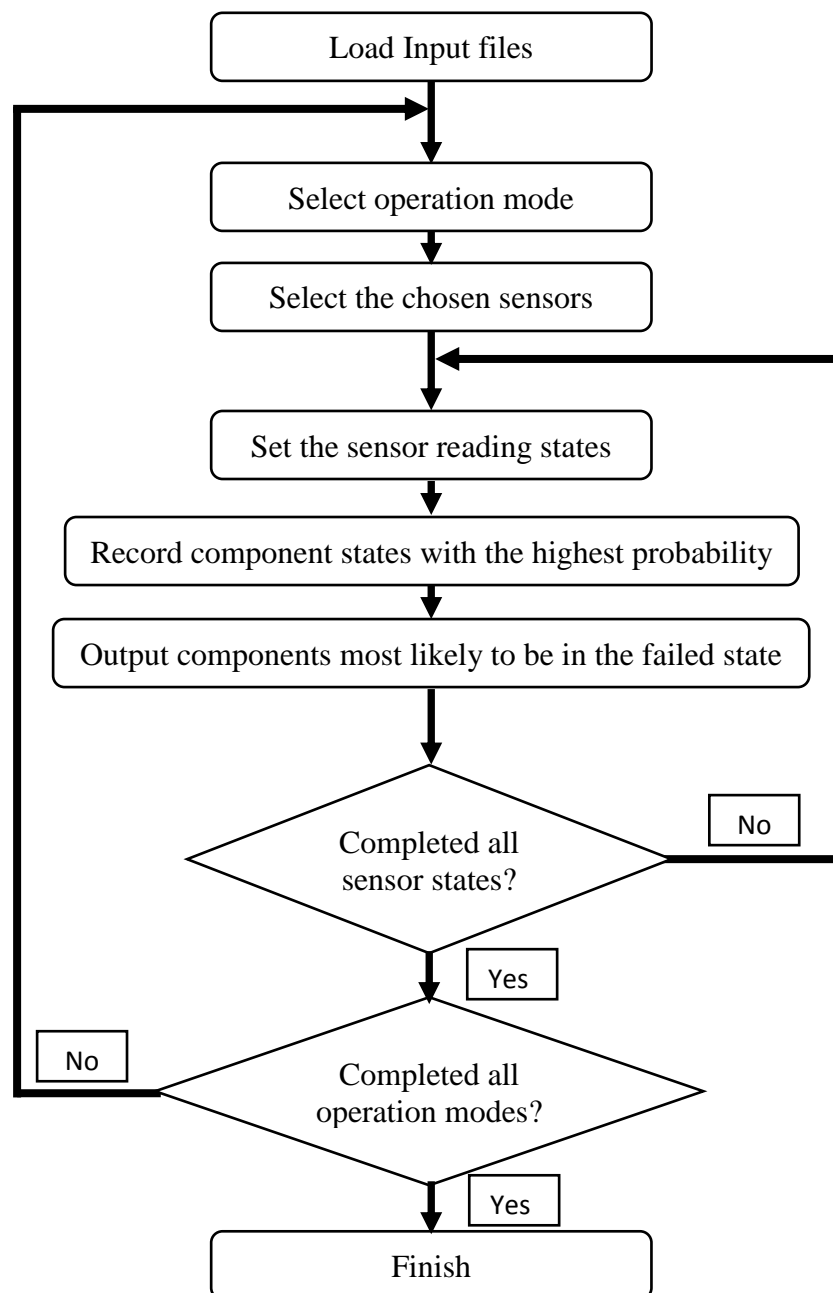 Load Input files
Select operation mode
Select the chosen sensors
Set the sensor reading states
Record component states with the highest probability
Output components most likely to be in the failed state
Completed all
sensor states?
No
Yes
Completed all
operation modes?
No
Yes
Finish